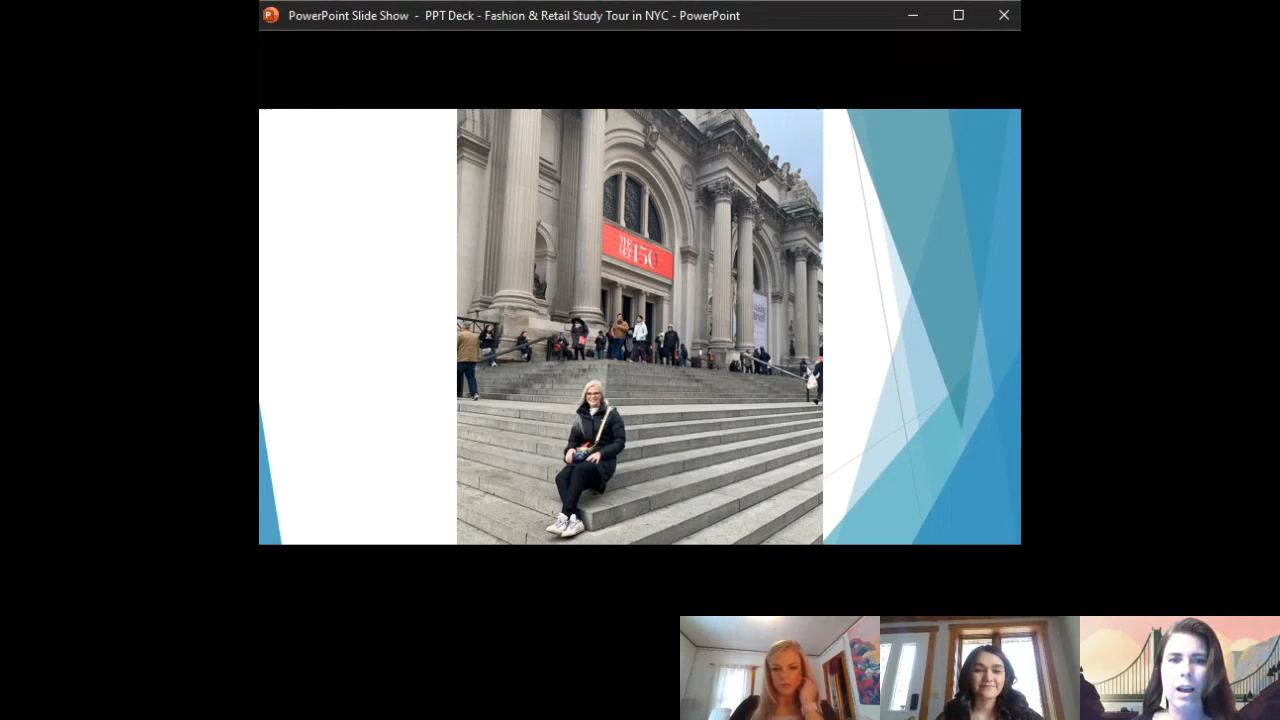 PowerPoint Slide Show - PPT Deck - Fashion & Retail Study Tour in NYC - PowerPoint
THE
MET 150